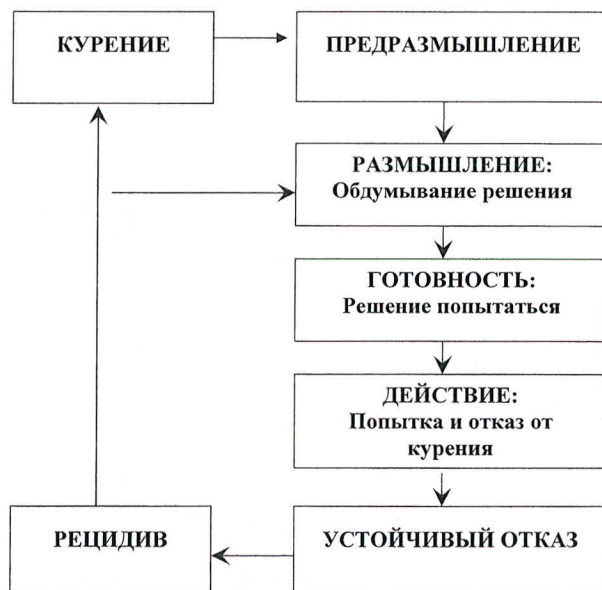 КУРЕНИЕ
ПРЕДРАЗМЫШЛЕНИЕ
РАЗМЫШЛЕНИЕ:
Обдумывание решения
ГОТОВНОСТЬ:
Решение попытаться
ДЕЙСТВИЕ:
Попытка и отказ от
курения
РЕЦИДИВ
УСТОЙЧИВЫЙ ОТКАЗ